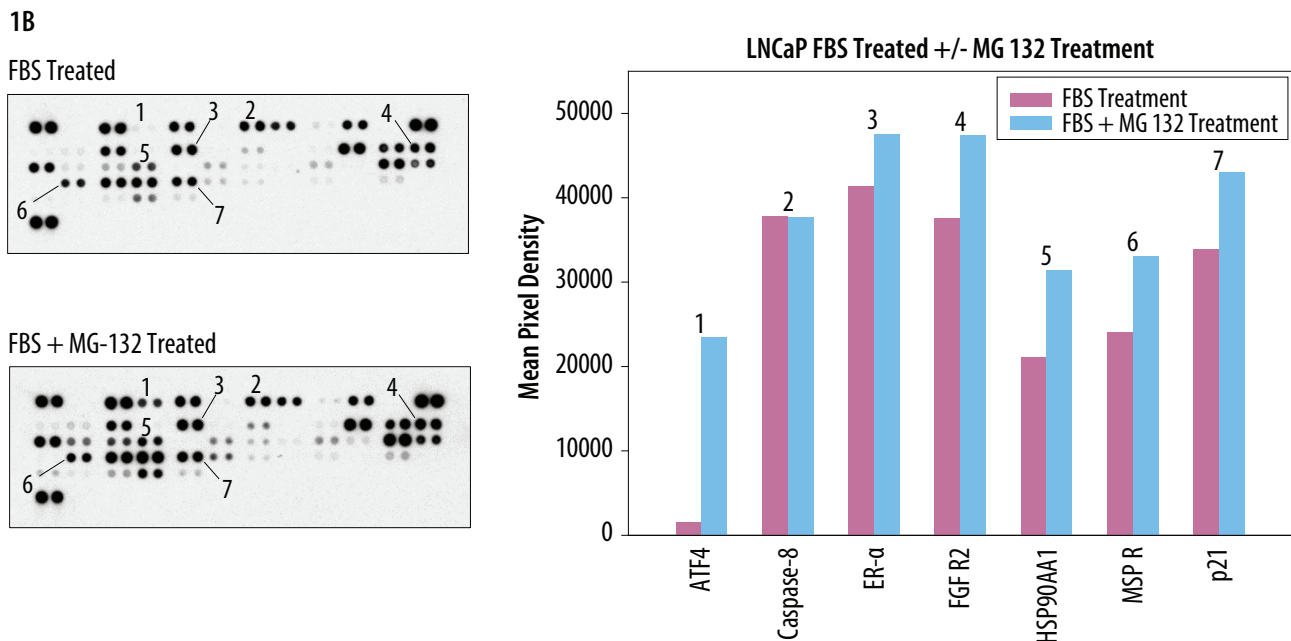 1B
FBS Treated
1
2
3
4
5
6
7
FBS + MG-132 Treated
1
2
3
4
5
6
7
LNCaP FBS Treated +/- MG 132 Treatment
FBS Treatment
FBS + MG 132 Treatment
Mean Pixel Density
50000
40000
30000
20000
10000
0
1
2
3
4
5
6
7
ATF4
Caspase-8
ER-α
FGF R2
HSP90AA1
MSP R
p21